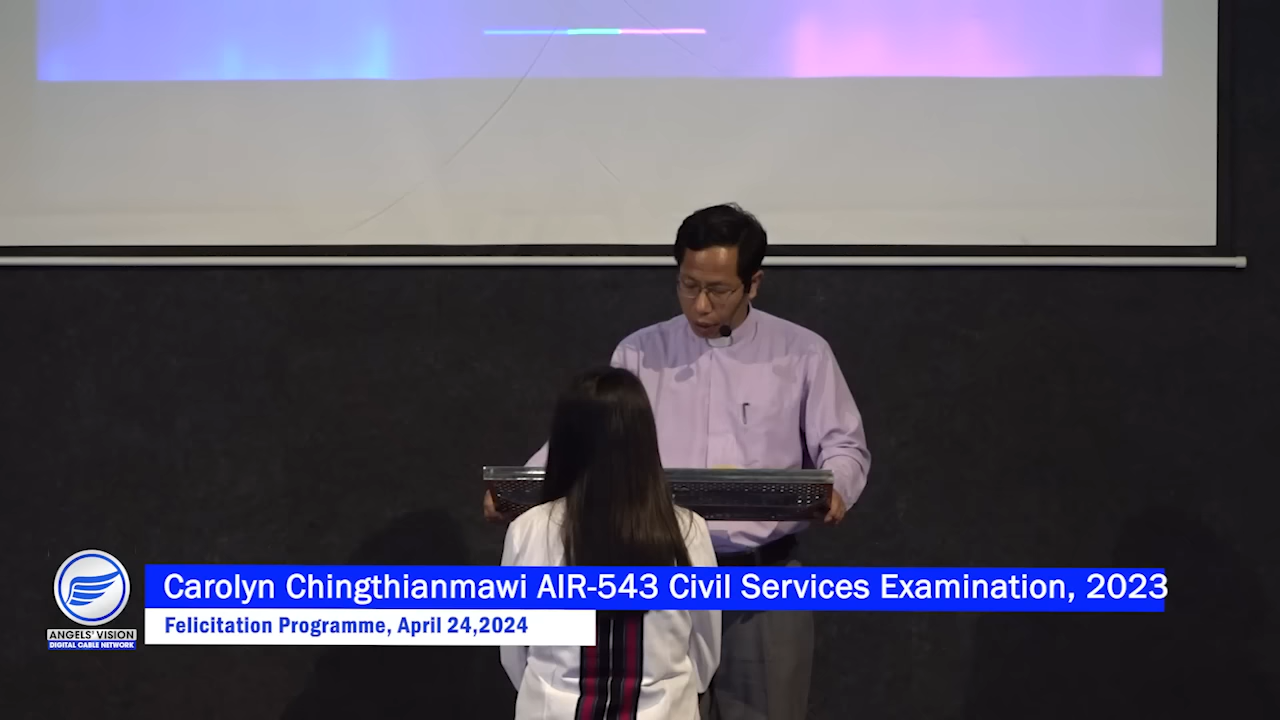 Carolyn Chingthianmawi AIR-543 Civil Services Examination, 2023
Felicitation Programme, April 24,2024
ANGELS' VISION
DIGITAL CABLE NETWORK